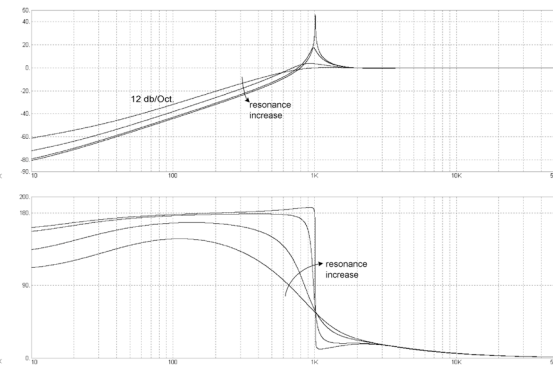 50.
40.
20.
0.
-20.
-40.
-60.
-80.
-90.
12 db/Oct.
resonance
increase
10 100 1K 10K
200.
180.
90.
0.
resonance
increase
10 100 1K 10K